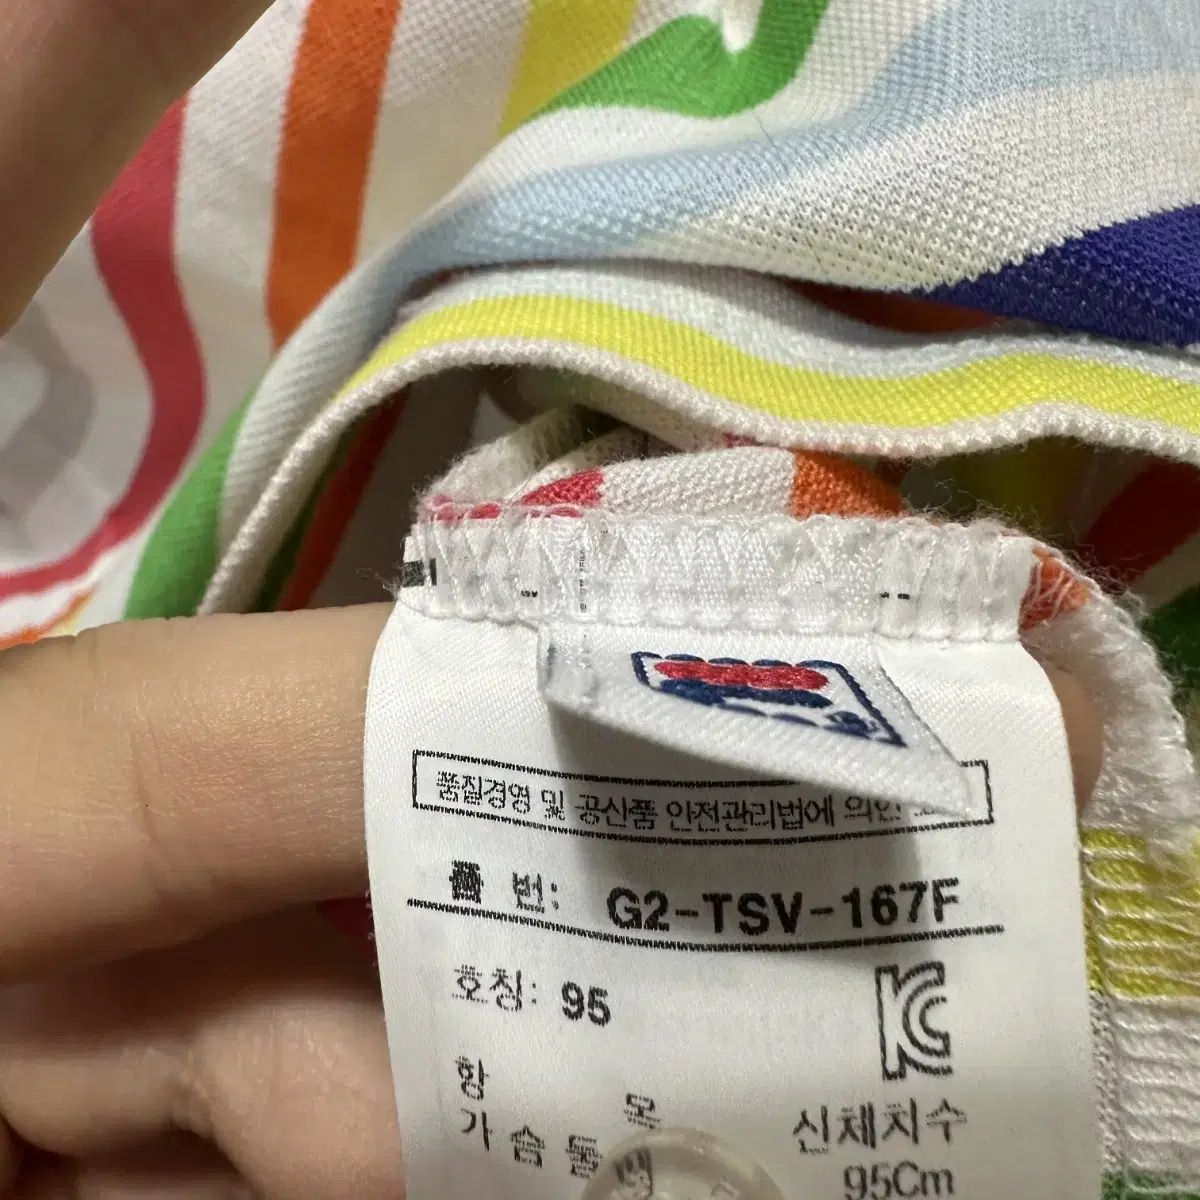 품질경영 및 공산품 안전관리법에 의한
품 번: G2-TSV-167F
호칭: 95
항 목 신체치수
가슴둘레 95Cm